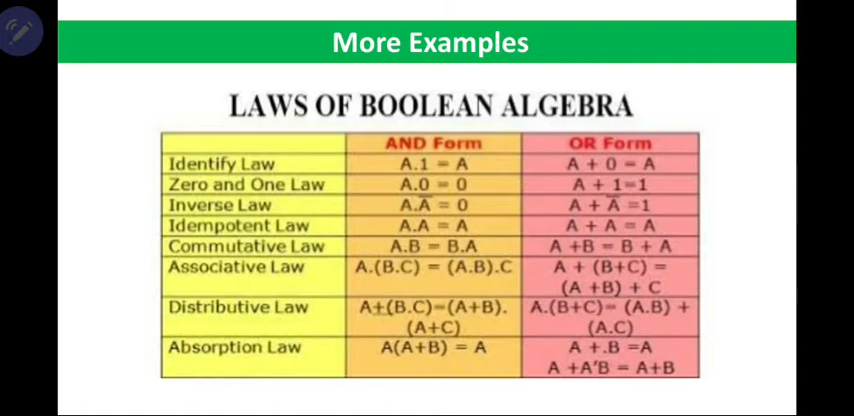 More Examples
LAWS OF BOOLEAN ALGEBRA
AND Form OR Form
Identify Law A.1 = A A + 0 = A
Zero and One Law A.0 = 0 A + 1=1
Inverse Law A.A̅ = 0 A + A̅ =1
Idempotent Law A.A = A A + A = A
Commutative Law A.B = B.A A +B = B + A
Associative Law A.(B.C) = (A.B).C A + (B+C) =
(A +B) + C
Distributive Law A+(B.C)=(A+B). A.(B+C)= (A.B) +
(A+C) (A.C)
Absorption Law A(A+B) = A A +.B =A
A +A'B = A+B